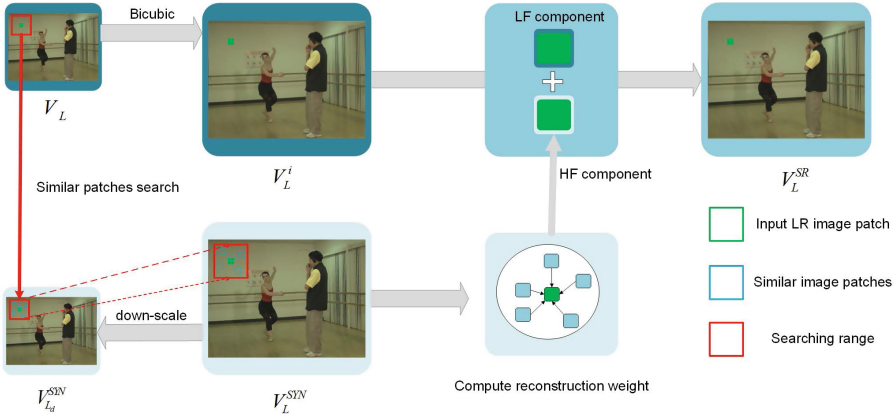 Bicubic
LF component
V_L
V_L^i
V_L^{SR}
Similar patches search
HF component
Input LR image patch
Similar image patches
Searching range
down-scale
V_{L_d}^{SYN}
V_L^{SYN}
Compute reconstruction weight